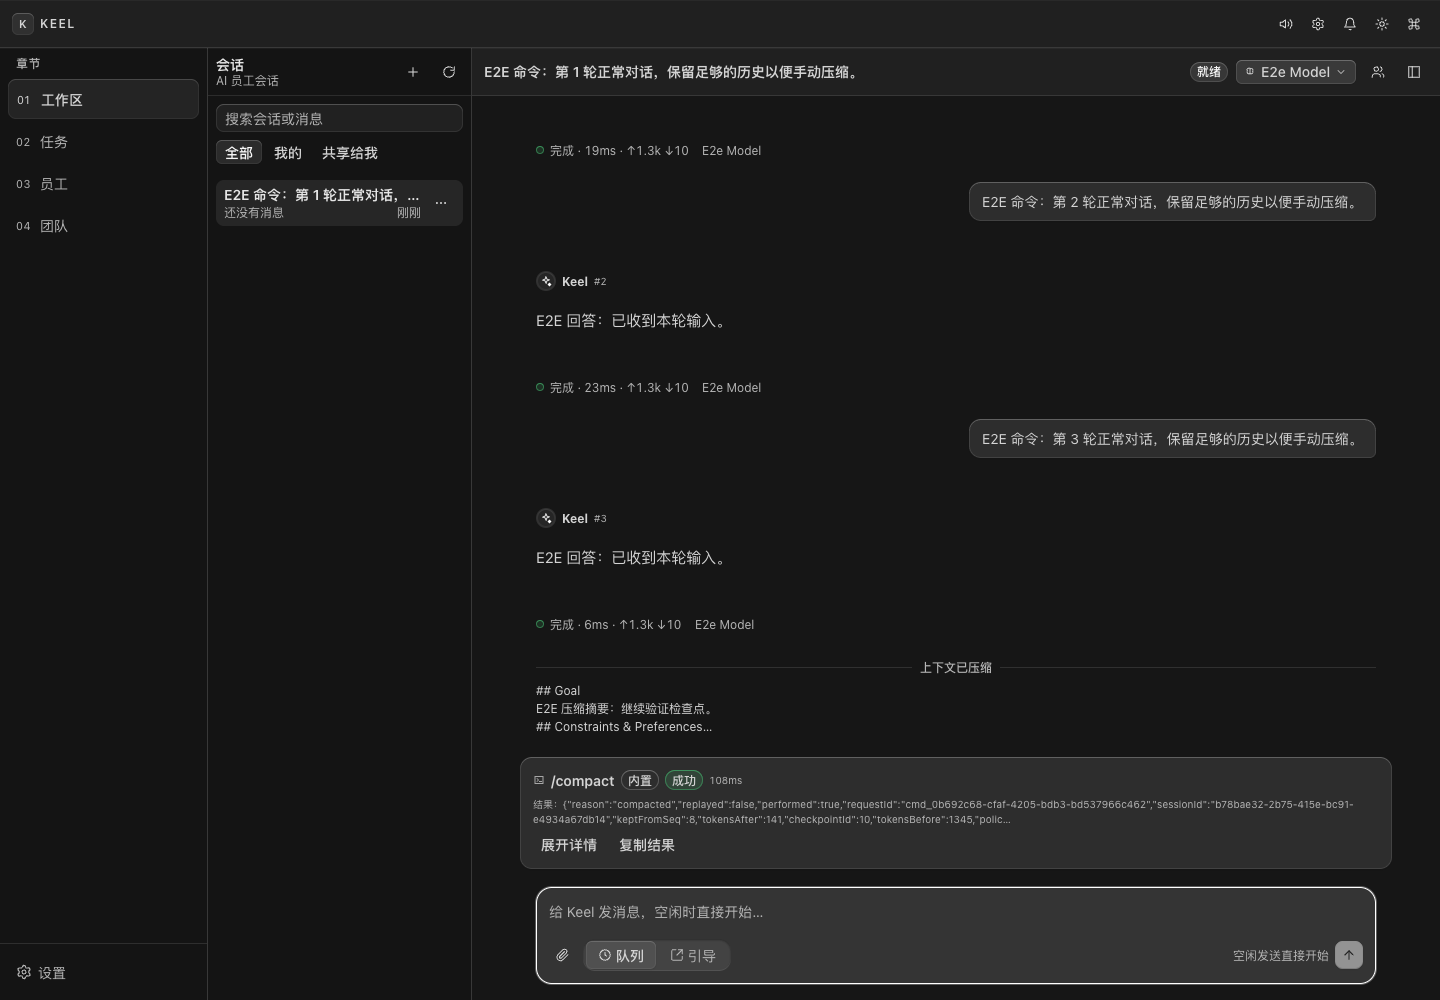 K KEEL
章节
01 工作区
02 任务
03 员工
04 团队
设置
会话
AI 员工会话
搜索会话或消息
全部 我的 共享给我
E2E 命令：第 1 轮正常对话，...
还没有消息 刚刚
E2E 命令：第 1 轮正常对话，保留足够的历史以便手动压缩。
就绪 E2e Model
完成 · 19ms · ↑1.3k ↓10 E2e Model
E2E 命令：第 2 轮正常对话，保留足够的历史以便手动压缩。
Keel #2
E2E 回答：已收到本轮输入。
完成 · 23ms · ↑1.3k ↓10 E2e Model
E2E 命令：第 3 轮正常对话，保留足够的历史以便手动压缩。
Keel #3
E2E 回答：已收到本轮输入。
完成 · 6ms · ↑1.3k ↓10 E2e Model
上下文已压缩
## Goal
E2E 压缩摘要：继续验证检查点。
## Constraints & Preferences...
/compact 内置 成功 108ms
结果：{"reason":"compacted","replayed":false,"performed":true,"requestId":"cmd_0b692c68-cfaf-4205-bdb3-bd537966c462","sessionId":"b78bae32-2b75-415e-bc91-
e4934a67db14","keptFromSeq":8,"tokensAfter":141,"checkpointId":10,"tokensBefore":1345,"polic...
展开详情 复制结果
给 Keel 发消息，空闲时直接开始...
队列 引导 空闲发送直接开始